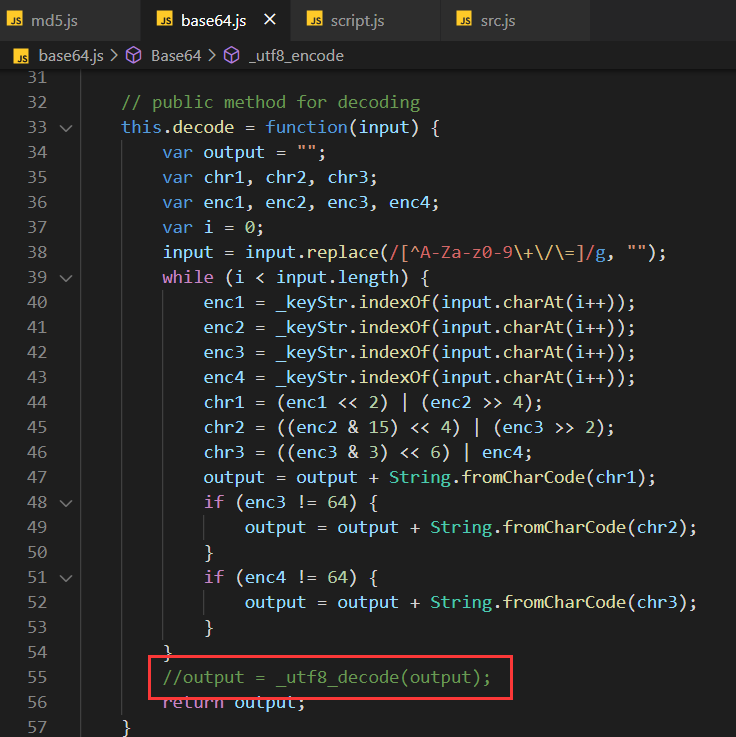 JS md5.js JS base64.js × JS script.js JS src.js
JS base64.js > Base64 > _utf8_encode
31
32 // public method for decoding
33 this.decode = function(input) {
34 var output = "";
35 var chr1, chr2, chr3;
36 var enc1, enc2, enc3, enc4;
37 var i = 0;
38 input = input.replace(/[^A-Za-z0-9\+\/\=]/g, "");
39 while (i < input.length) {
40 enc1 = _keyStr.indexOf(input.charAt(i++));
41 enc2 = _keyStr.indexOf(input.charAt(i++));
42 enc3 = _keyStr.indexOf(input.charAt(i++));
43 enc4 = _keyStr.indexOf(input.charAt(i++));
44 chr1 = (enc1 << 2) | (enc2 >> 4);
45 chr2 = ((enc2 & 15) << 4) | (enc3 >> 2);
46 chr3 = ((enc3 & 3) << 6) | enc4;
47 output = output + String.fromCharCode(chr1);
48 if (enc3 != 64) {
49 output = output + String.fromCharCode(chr2);
50 }
51 if (enc4 != 64) {
52 output = output + String.fromCharCode(chr3);
53 }
54 }
55 //output = _utf8_decode(output);
56 return output;
57 }